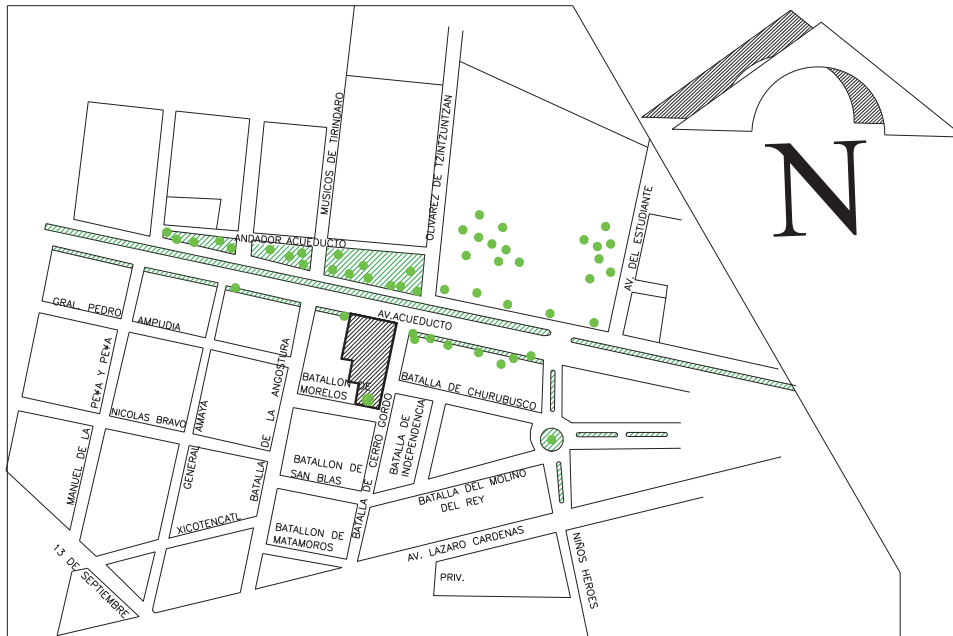 N
MUSICOS DE TIRINDARO
OLIVAREZ DE TZINTZUNTZAN
AV. DEL ESTUDIANTE
ANDADOR ACUEDUCTO
AV.ACUEDUCTO
GRAL. PEDRO
AMPUDIA
PEYA Y PEYA
MANUEL DE LA
NICOLAS BRAVO
AMAYA
GENERAL
DE LA ANGOSTURA
BATALLA
BATALLON DE
MORELOS
BATALLA DE CERRO GORDO
BATALLA DE
INDEPENDENCIA
BATALLA DE CHURUBUSCO
BATALLON DE
SAN BLAS
BATALLA DEL MOLINO
DEL REY
XICOTENCATL
BATALLON DE
MATAMOROS
AV. LAZARO CARDENAS
13 DE SEPTIEMBRE
PRIV.
NIÑOS HEROES